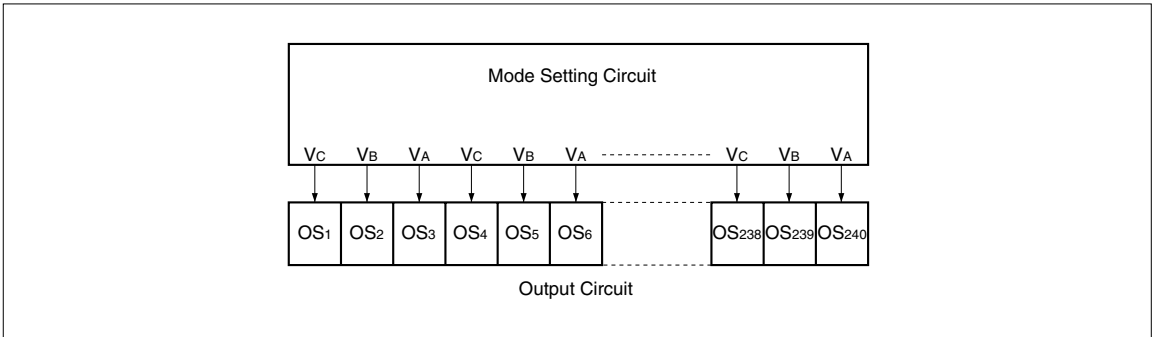 Mode Setting Circuit
VC VB VA VC VB VA VC VB VA
OS1 OS2 OS3 OS4 OS5 OS6 OS238 OS239 OS240
Output Circuit